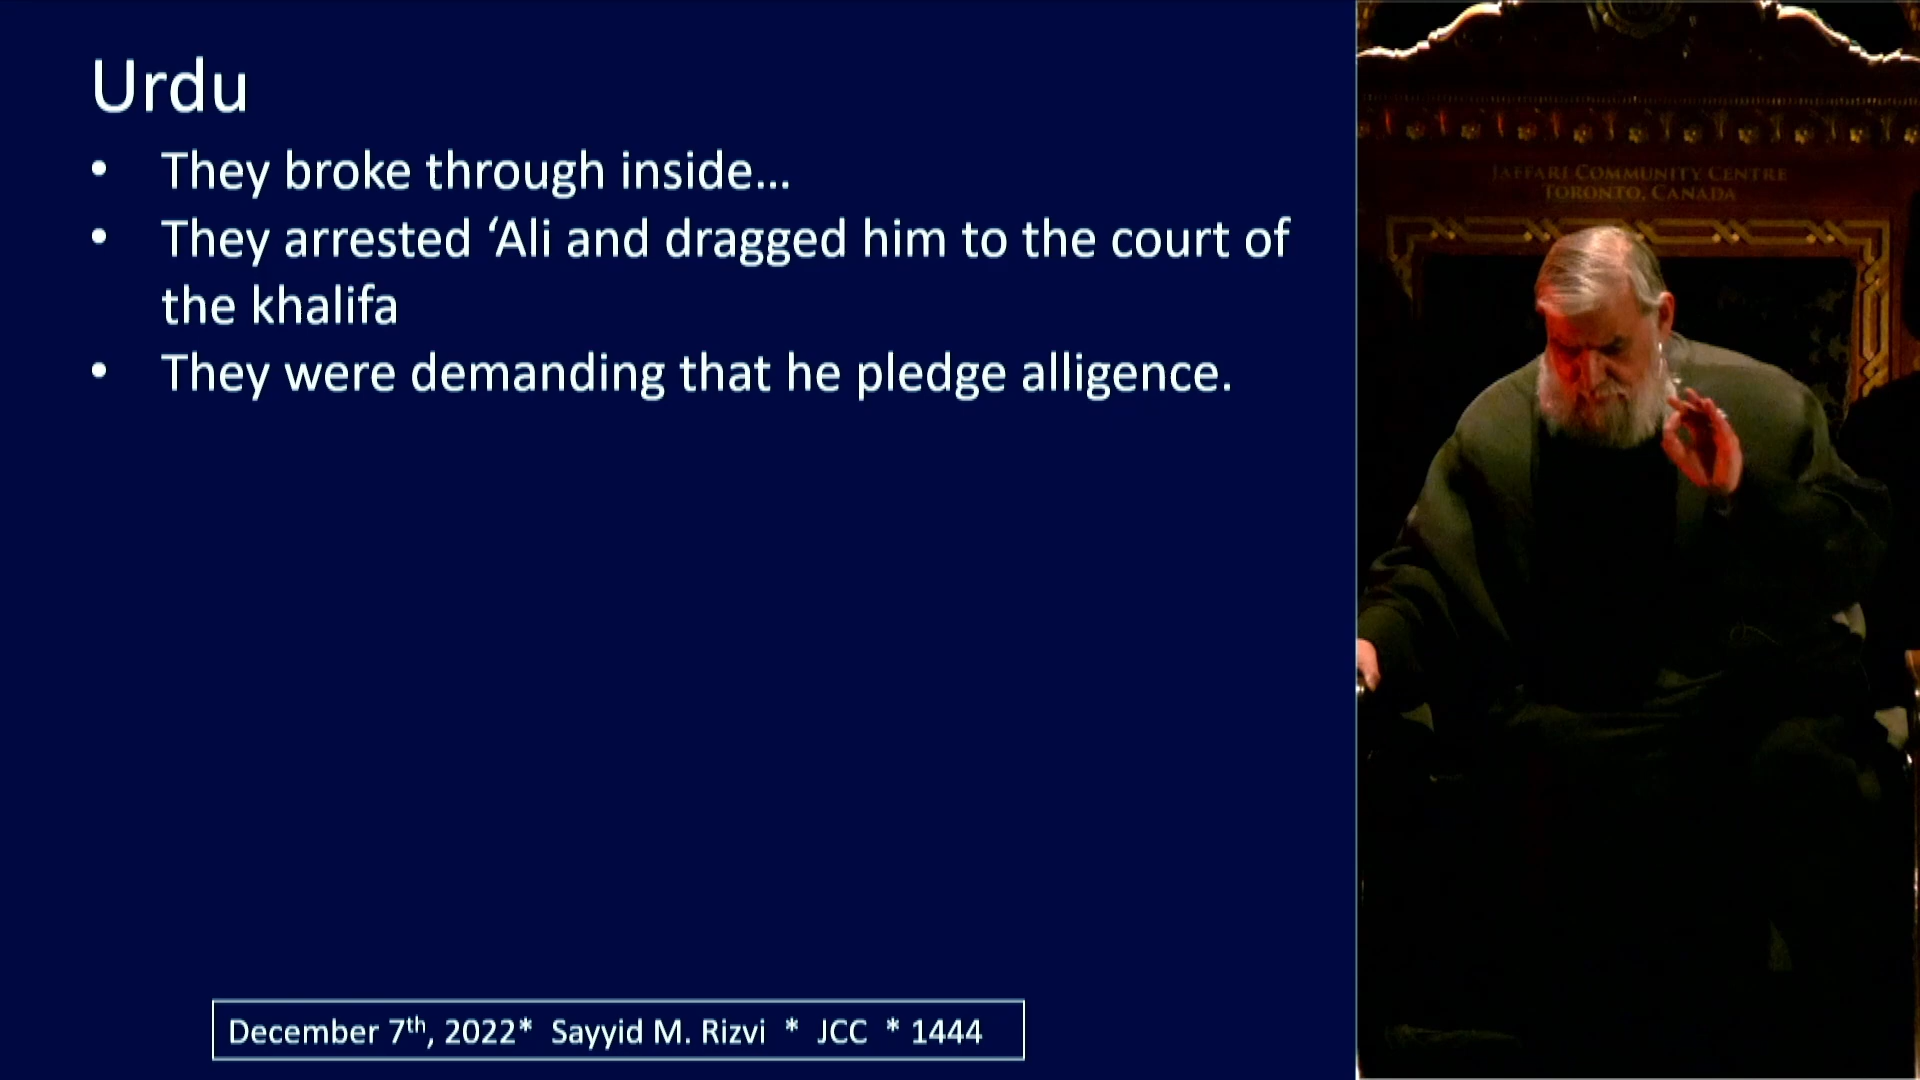 Urdu
• They broke through inside...
• They arrested ‘Ali and dragged him to the court of
the khalifa
• They were demanding that he pledge alligence.
JAFFARI COMMUNITY CENTRE
TORONTO, CANADA
December 7th, 2022* Sayyid M. Rizvi * JCC * 1444